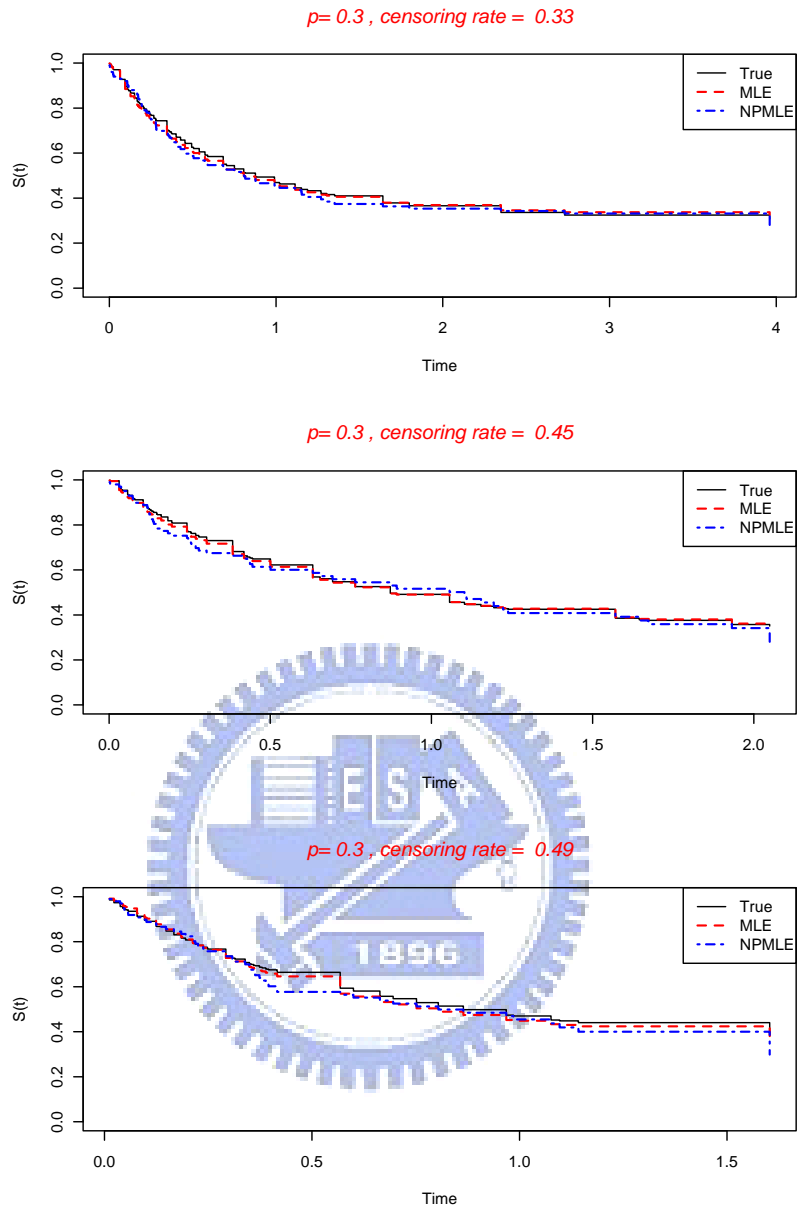 p= 0.3 , censoring rate = 0.33
S(t)
0.0 0.2 0.4 0.6 0.8 1.0
True
MLE
NPMLE
0 1 2 3 4
Time
p= 0.3 , censoring rate = 0.45
S(t)
0.0 0.2 0.4 0.6 0.8 1.0
True
MLE
NPMLE
0.0 0.5 1.0 1.5 2.0
Time
E S
p= 0.3 , censoring rate = 0.49
S(t)
0.0 0.2 0.4 0.6 0.8 1.0
True
MLE
NPMLE
1896
0.0 0.5 1.0 1.5
Time